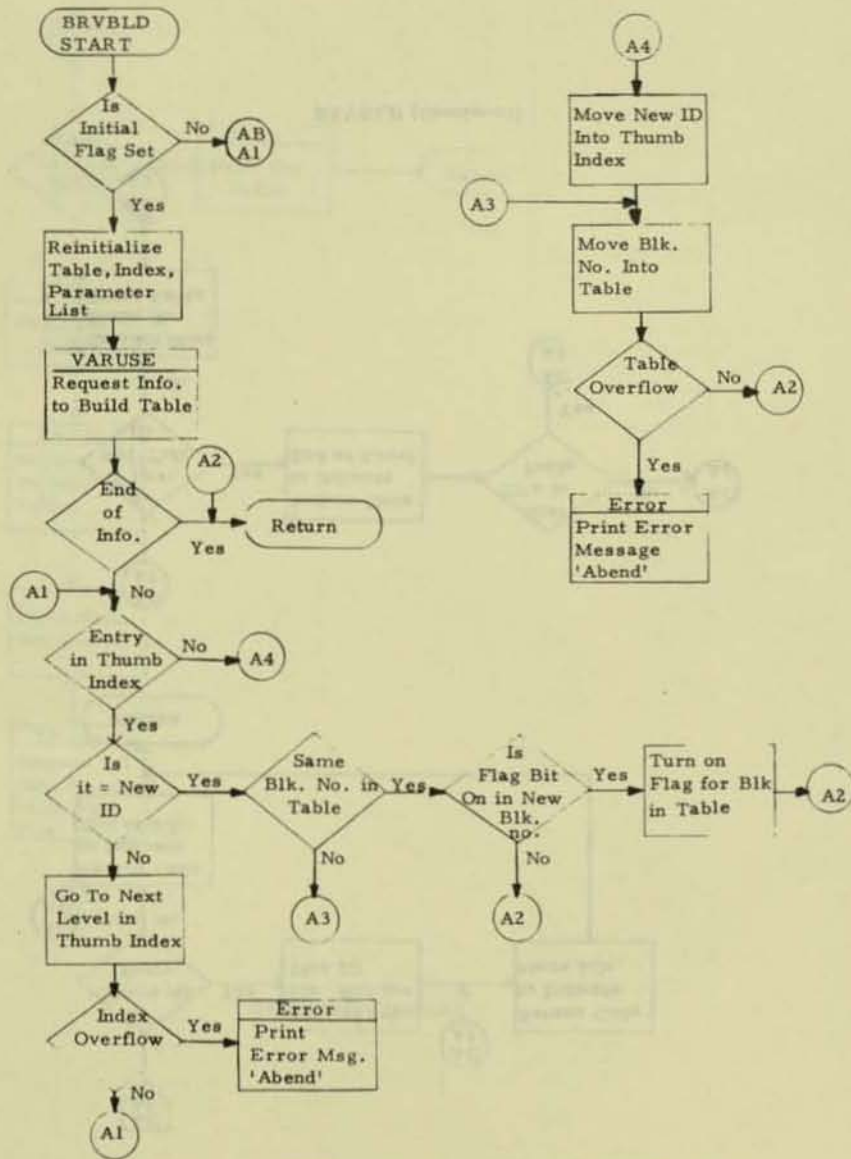 BRVBLD
START
Is
Initial
Flag Set
No
AB
A1
Yes
Reinitialize
Table, Index,
Parameter
List
VARUSE
Request Info.
to Build Table
End
of
Info.
A2
Yes
Return
A1
No
Entry
in Thumb
Index
No
A4
Yes
Is
it = New
ID
Yes
Same
Blk. No. in
Table
Yes
Is
Flag Bit
On in New
Blk.
no.
Yes
Turn on
Flag for Blk
in Table
A2
No
A3
No
A2
No
Go To Next
Level in
Thumb Index
Index
Overflow
Yes
Error
Print
Error Msg.
'Abend'
No
A1
A4
Move New ID
Into Thumb
Index
A3
Move Blk.
No. Into
Table
Table
Overflow
No
A2
Yes
Error
Print Error
Message
'Abend'